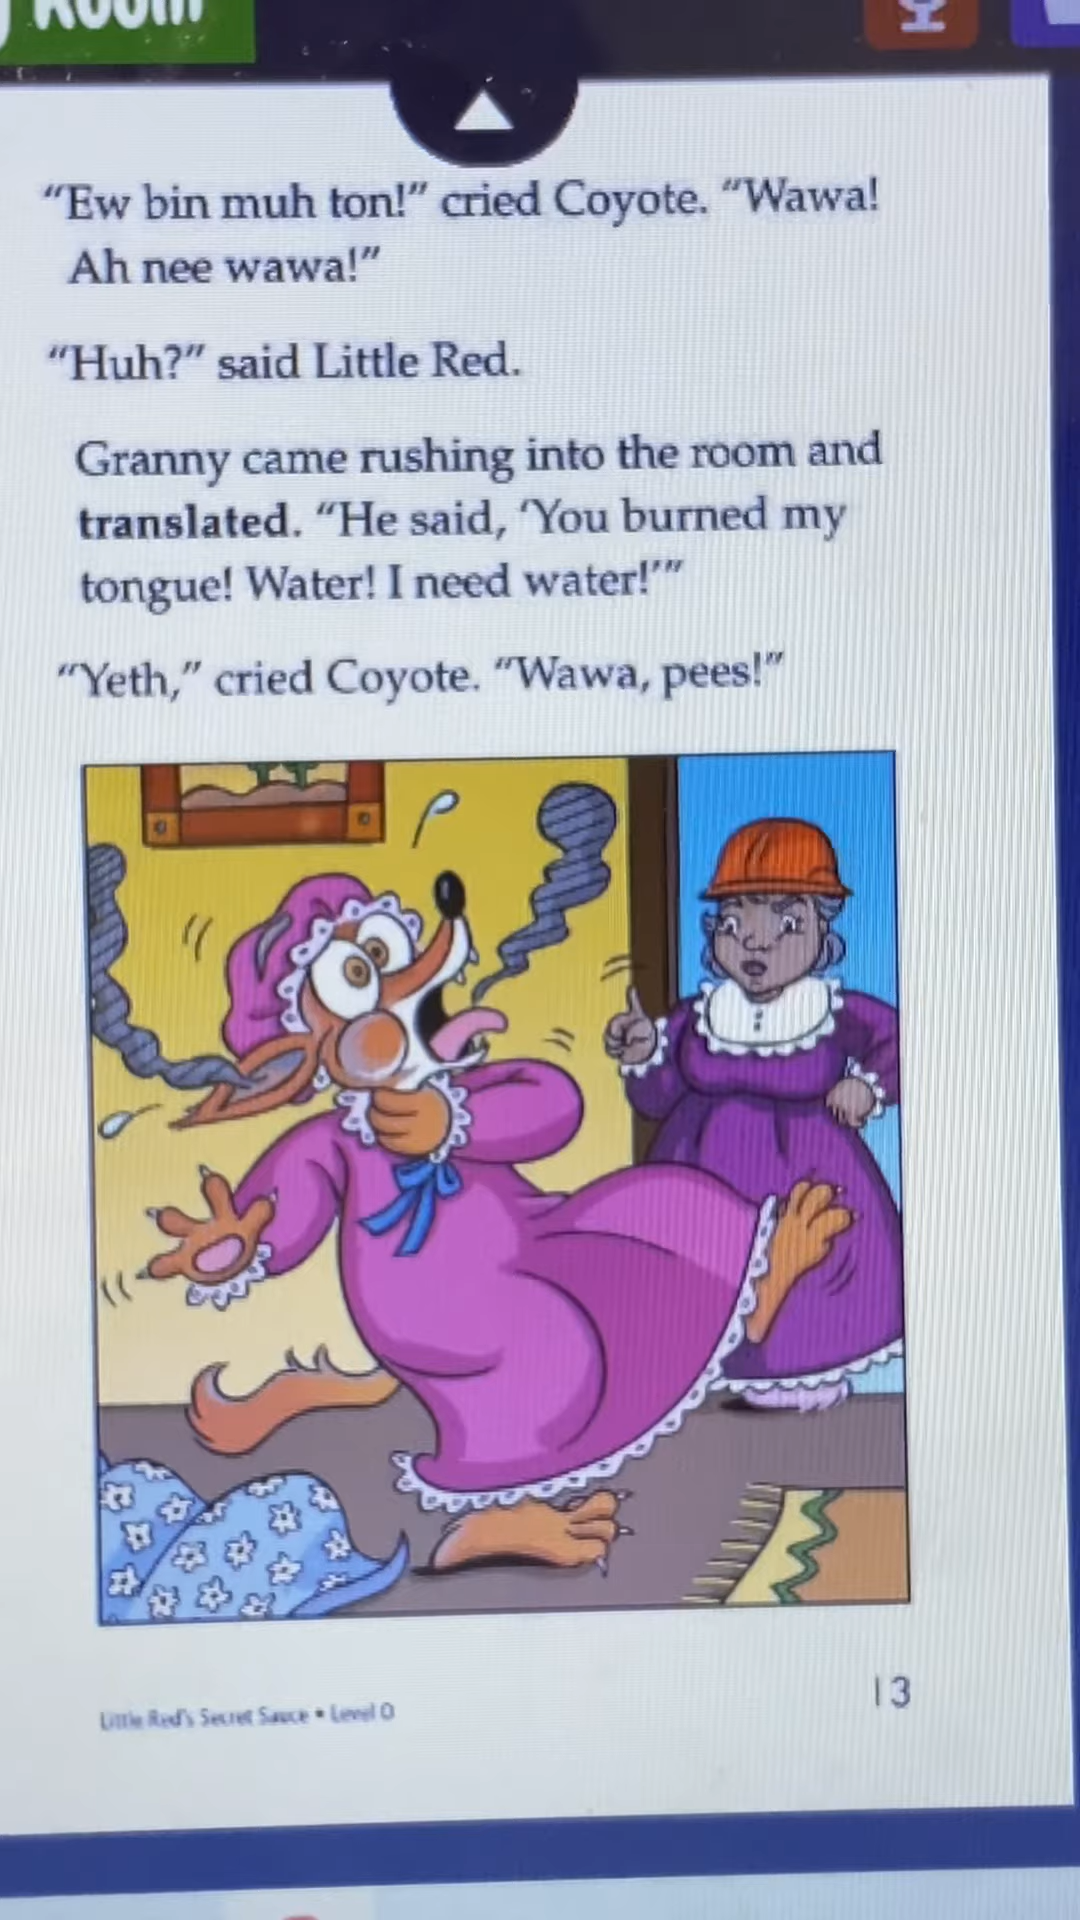 Room
“Ew bin muh ton!” cried Coyote. “Wawa!
Ah nee wawa!”
“Huh?” said Little Red.
Granny came rushing into the room and
translated. “He said, ‘You burned my
tongue! Water! I need water!’”
“Yeth,” cried Coyote. “Wawa, pees!”
Little Red's Secret Sauce • Level O
13